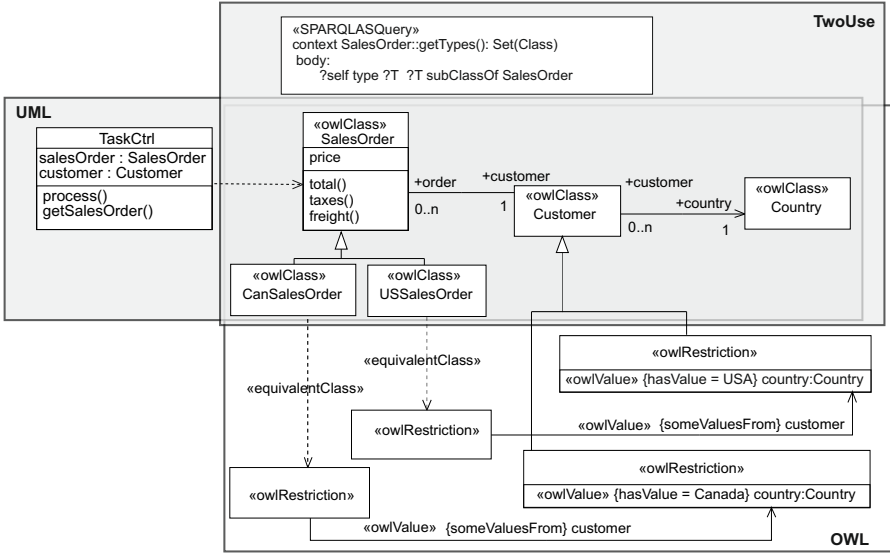 TwoUse
«SPARQLASQuery»
context SalesOrder::getTypes(): Set(Class)
body:
?self type ?T  ?T subClassOf SalesOrder
UML
TaskCtrl
salesOrder : SalesOrder
customer : Customer
process()
getSalesOrder()
«owlClass»
SalesOrder
price
total()
taxes()
freight()
+order
0..n
+customer
1
«owlClass»
Customer
+customer
0..n
+country
1
«owlClass»
Country
«owlClass»
CanSalesOrder
«owlClass»
USSalesOrder
«equivalentClass»
«equivalentClass»
«owlRestriction»
«owlValue» {hasValue = USA} country:Country
«owlRestriction»
«owlValue» {someValuesFrom} customer
«owlRestriction»
«owlValue» {hasValue = Canada} country:Country
«owlRestriction»
«owlValue» {someValuesFrom} customer
OWL